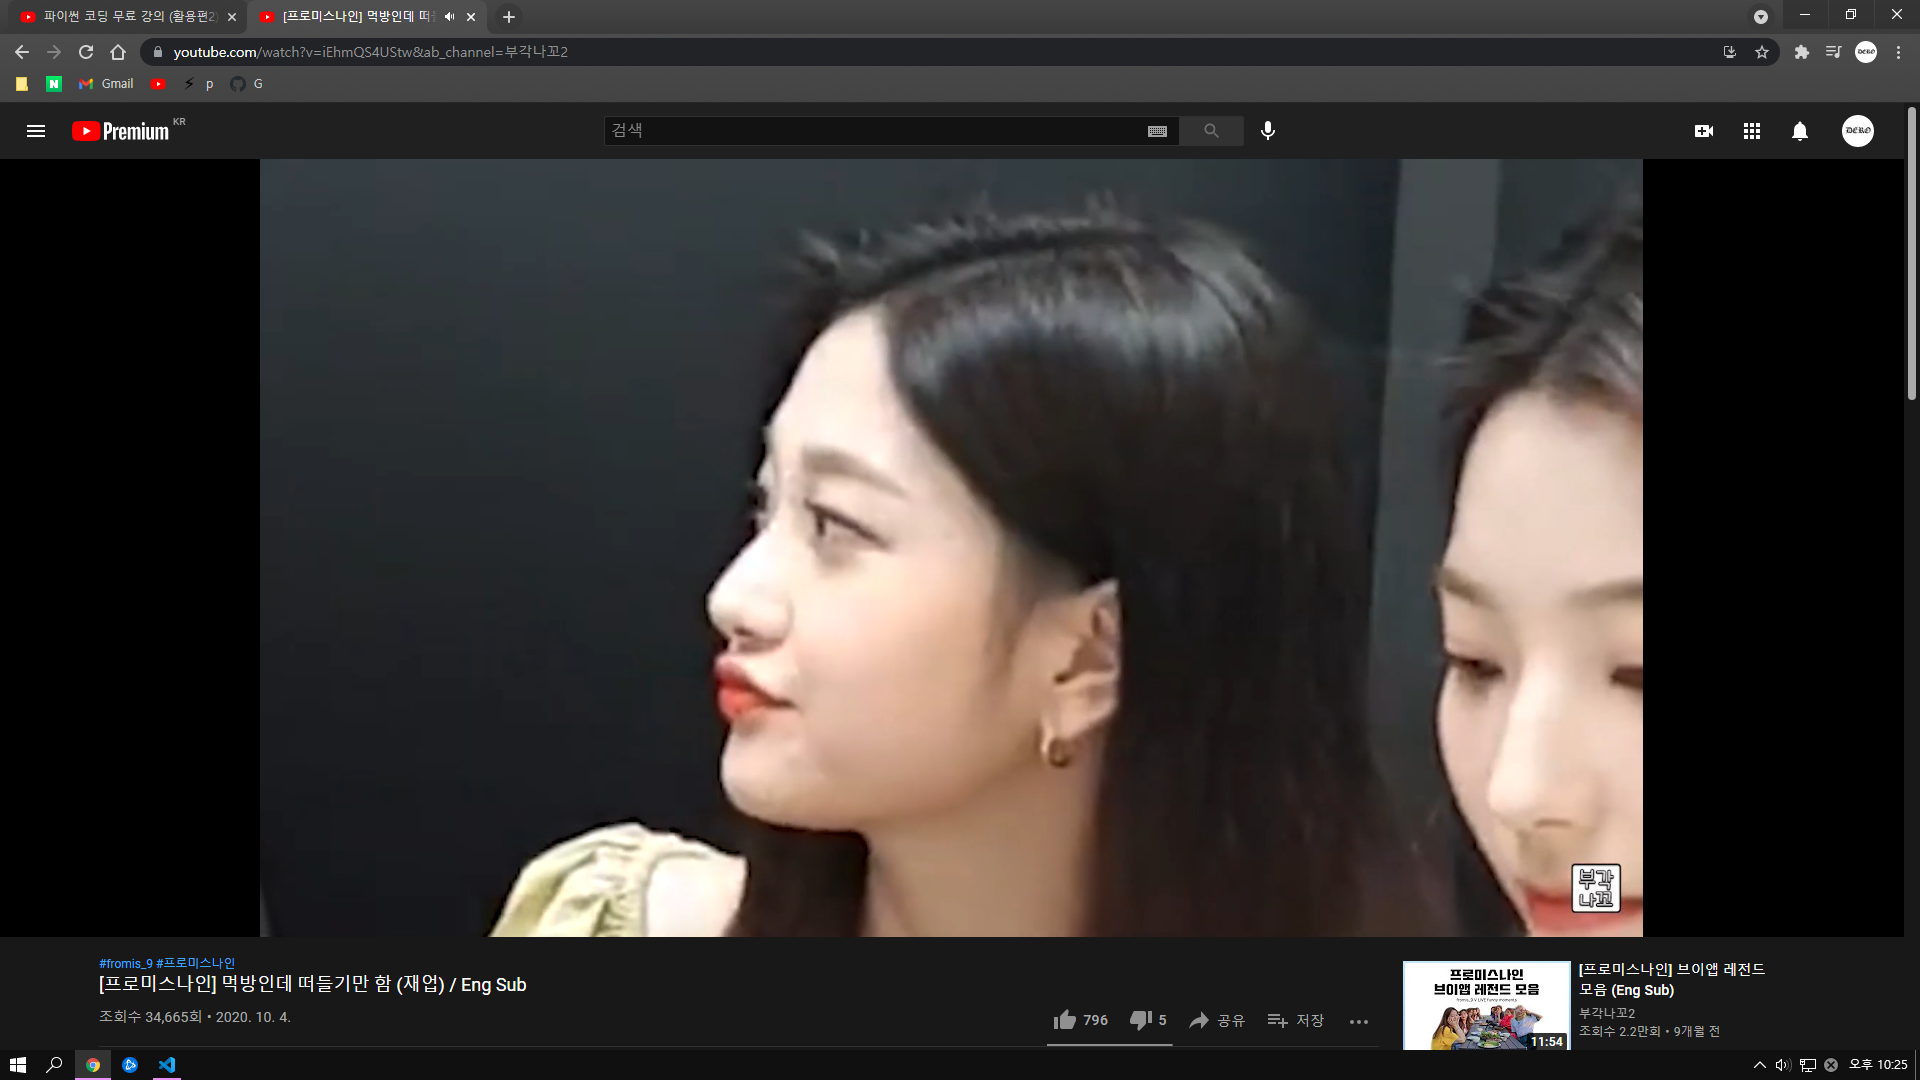 파이썬 코딩 무료 강의 (활용편2)
[프로미스나인] 먹방인데 떠들
youtube.com/watch?v=iEhmQS4UStw&ab_channel=부각나꼬2
N
Gmail
p
G
Premium KR
검색
DERO
부각
나꼬
#fromis_9 #프로미스나인
[프로미스나인] 먹방인데 떠들기만 함 (재업) / Eng Sub
조회수 34,665회 • 2020. 10. 4.
796
5
공유
저장
프로미스나인
브이앱 레전드 모음
fromis_9 V LIVE funny moments
11:54
[프로미스나인] 브이앱 레전드
모음 (Eng Sub)
부각나꼬2
조회수 2.2만회 • 9개월 전
오후 10:25